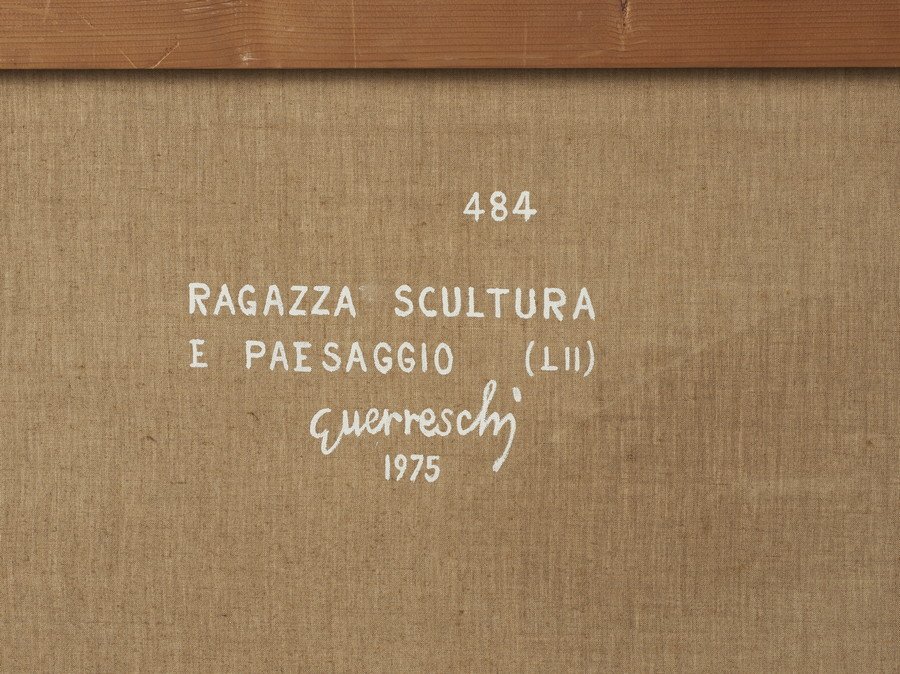 484
RAGAZZA SCULTURA
E PAESAGGIO (LII)
Guerreschi
1975